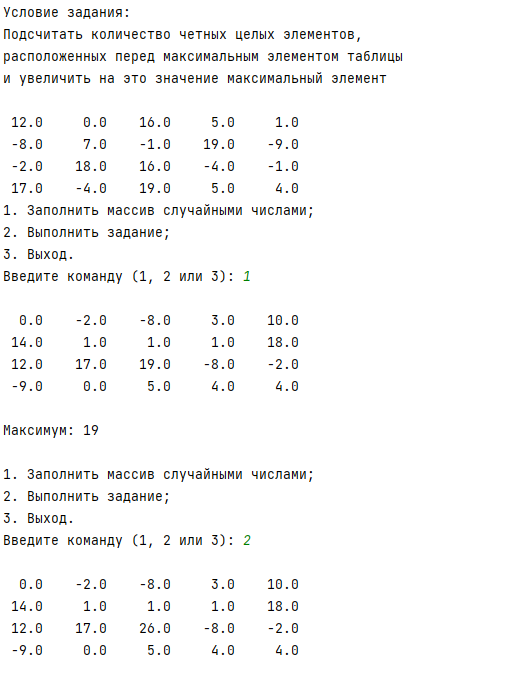 Условие задания:
Подсчитать количество четных целых элементов,
расположенных перед максимальным элементом таблицы
и увеличить на это значение максимальный элемент
12.0 0.0 16.0 5.0 1.0
-8.0 7.0 -1.0 19.0 -9.0
-2.0 18.0 16.0 -4.0 -1.0
17.0 -4.0 19.0 5.0 4.0
1. Заполнить массив случайными числами;
2. Выполнить задание;
3. Выход.
Введите команду (1, 2 или 3): 1
0.0 -2.0 -8.0 3.0 10.0
14.0 1.0 1.0 1.0 18.0
12.0 17.0 19.0 -8.0 -2.0
-9.0 0.0 5.0 4.0 4.0
Максимум: 19
1. Заполнить массив случайными числами;
2. Выполнить задание;
3. Выход.
Введите команду (1, 2 или 3): 2
0.0 -2.0 -8.0 3.0 10.0
14.0 1.0 1.0 1.0 18.0
12.0 17.0 26.0 -8.0 -2.0
-9.0 0.0 5.0 4.0 4.0